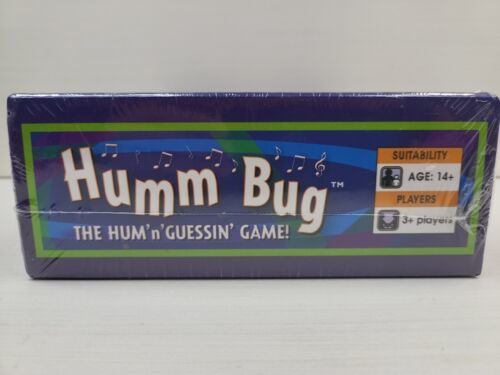 Humm Bug™
THE HUM'n'GUESSIN' GAME!
SUITABILITY
AGE: 14+
PLAYERS
3+ players